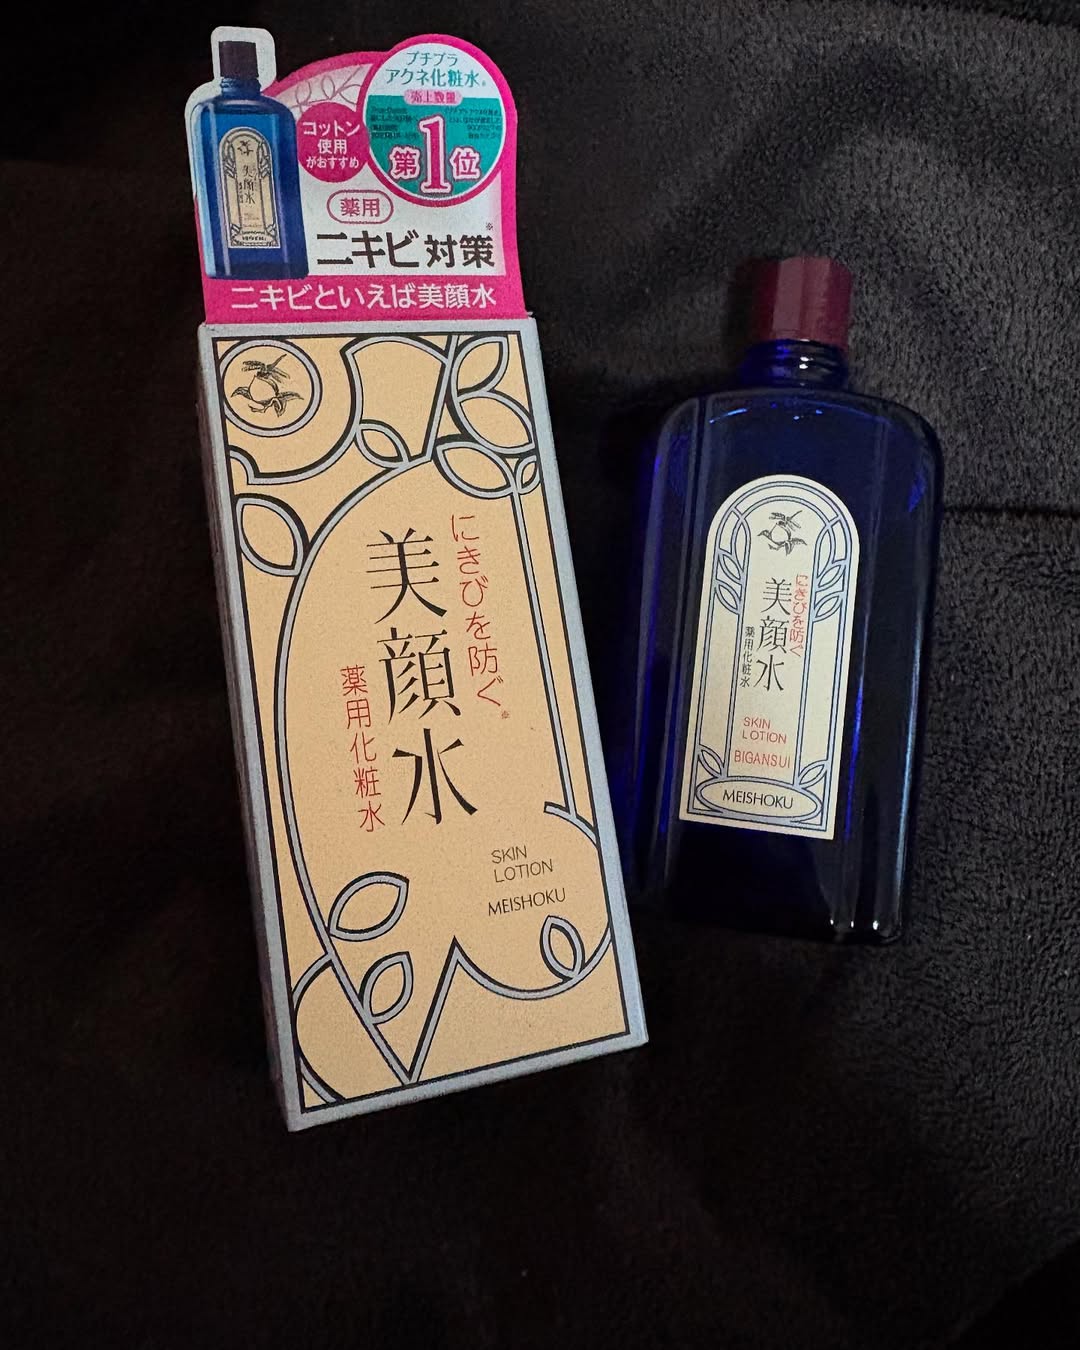 プチプラ
アクネ化粧水
売上数量
第1位
コットン
使用
がおすすめ
薬用
ニキビ対策※
ニキビといえば美顔水
にきびを防ぐ※
美顔水
薬用化粧水
SKIN
LOTION
MEISHOKU
にきびを防ぐ
美顔水
薬用化粧水
SKIN
LOTION
BIGANSUI
MEISHOKU
美顔水